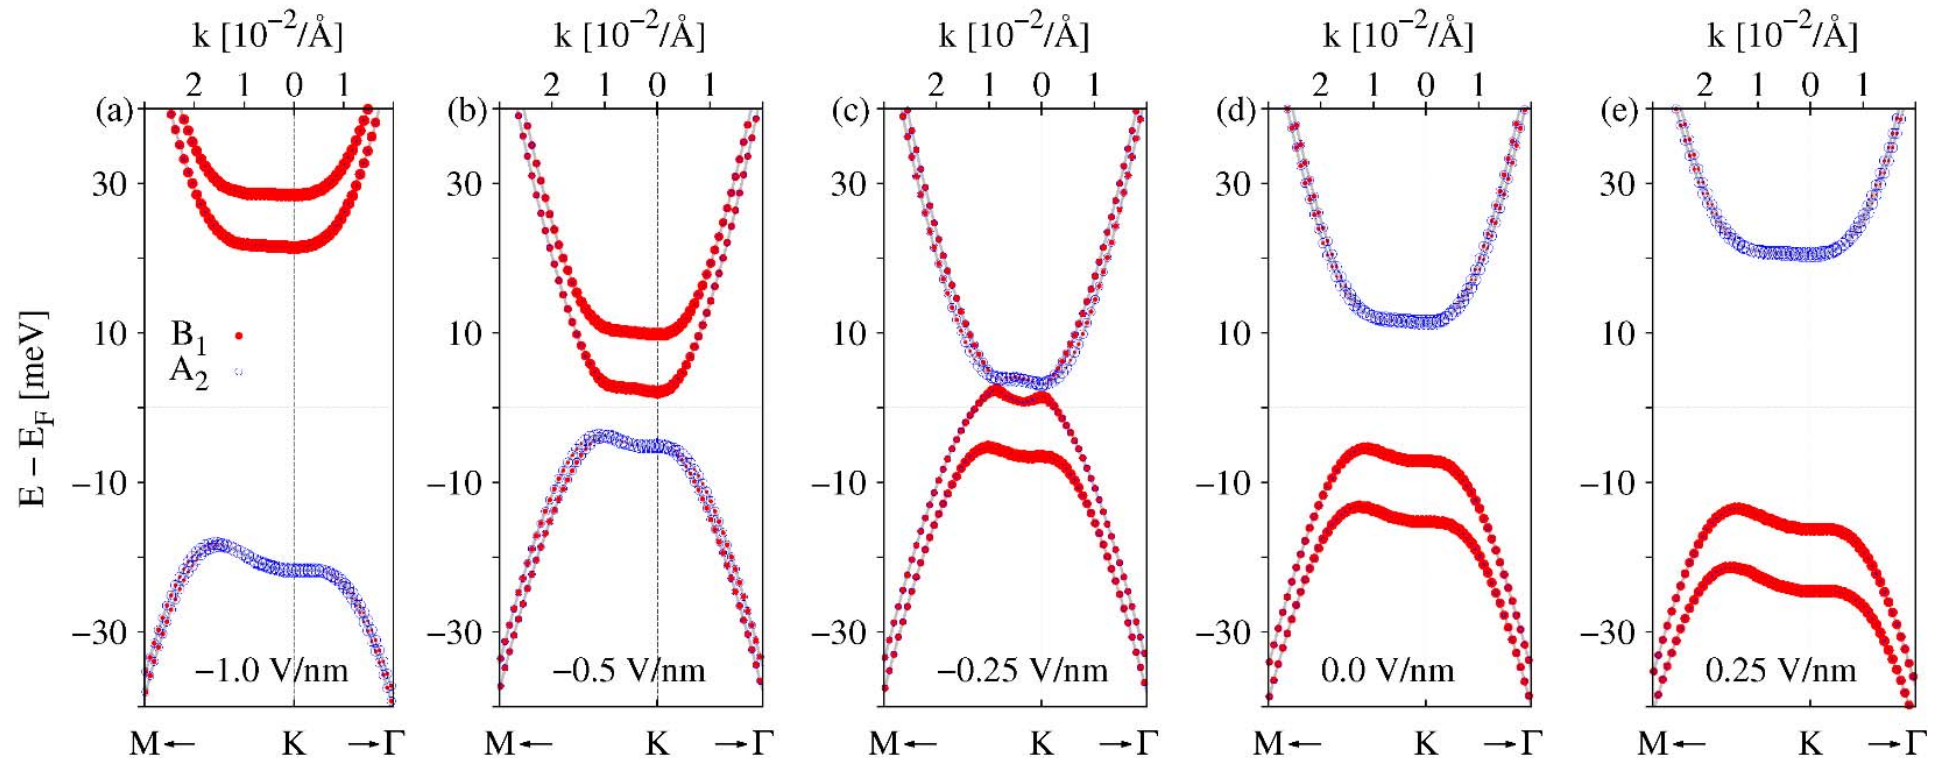 k [10⁻²/Å] k [10⁻²/Å] k [10⁻²/Å] k [10⁻²/Å] k [10⁻²/Å]
(a) 2 1 0 1 (b) 2 1 0 1 (c) 2 1 0 1 (d) 2 1 0 1 (e) 2 1 0 1
30 30 30 30 30
10 10 10 10 10
B₁
A₂
E − E_F [meV]
−10 −10 −10 −10 −10
−30 −30 −30 −30 −30
−1.0 V/nm −0.5 V/nm −0.25 V/nm 0.0 V/nm 0.25 V/nm
M← K →Γ M← K →Γ M← K →Γ M← K →Γ M← K →Γ